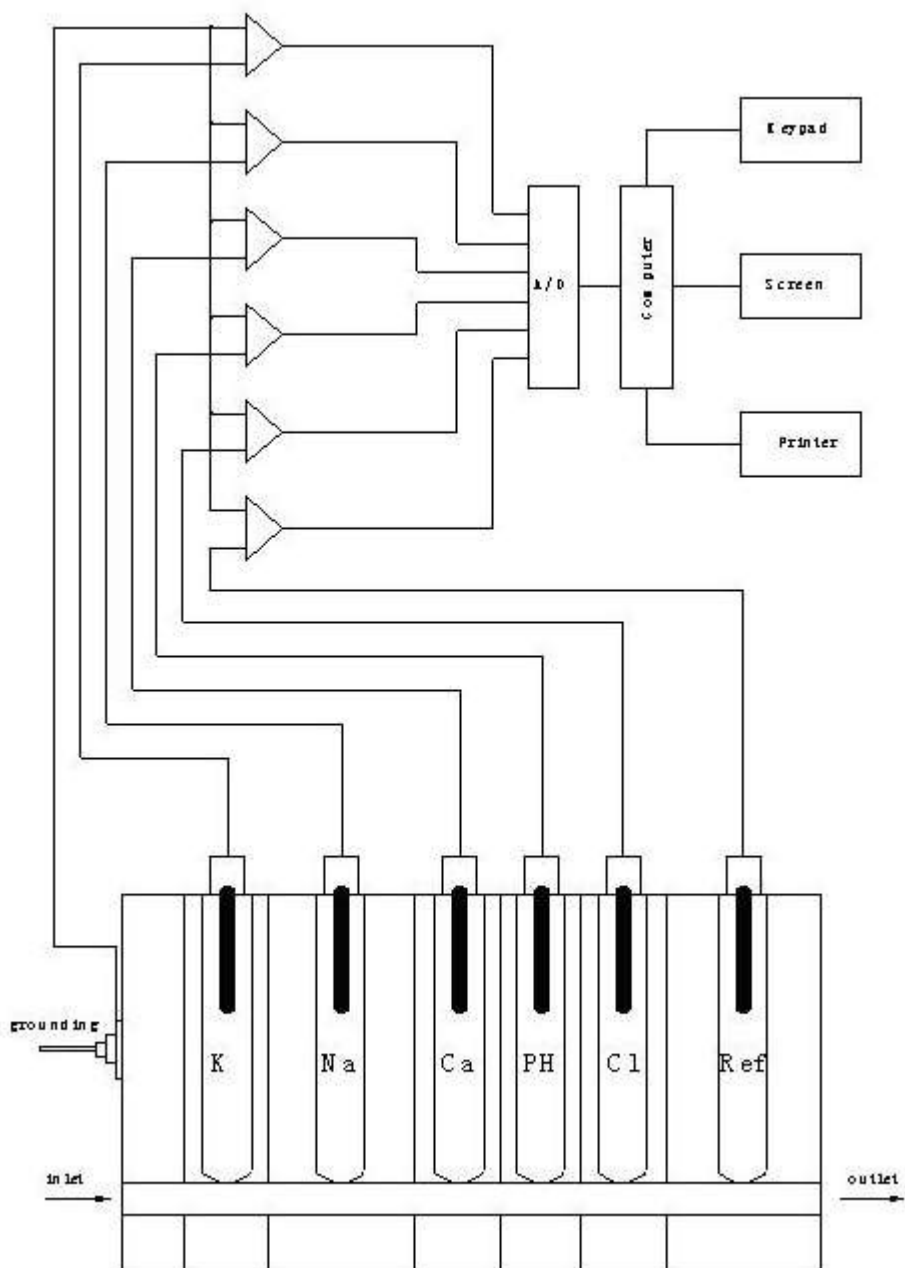 Keypad
A/D
Computer
Screen
Printer
grounding
K
Na
Ca
PH
Cl
Ref
inlet
outlet